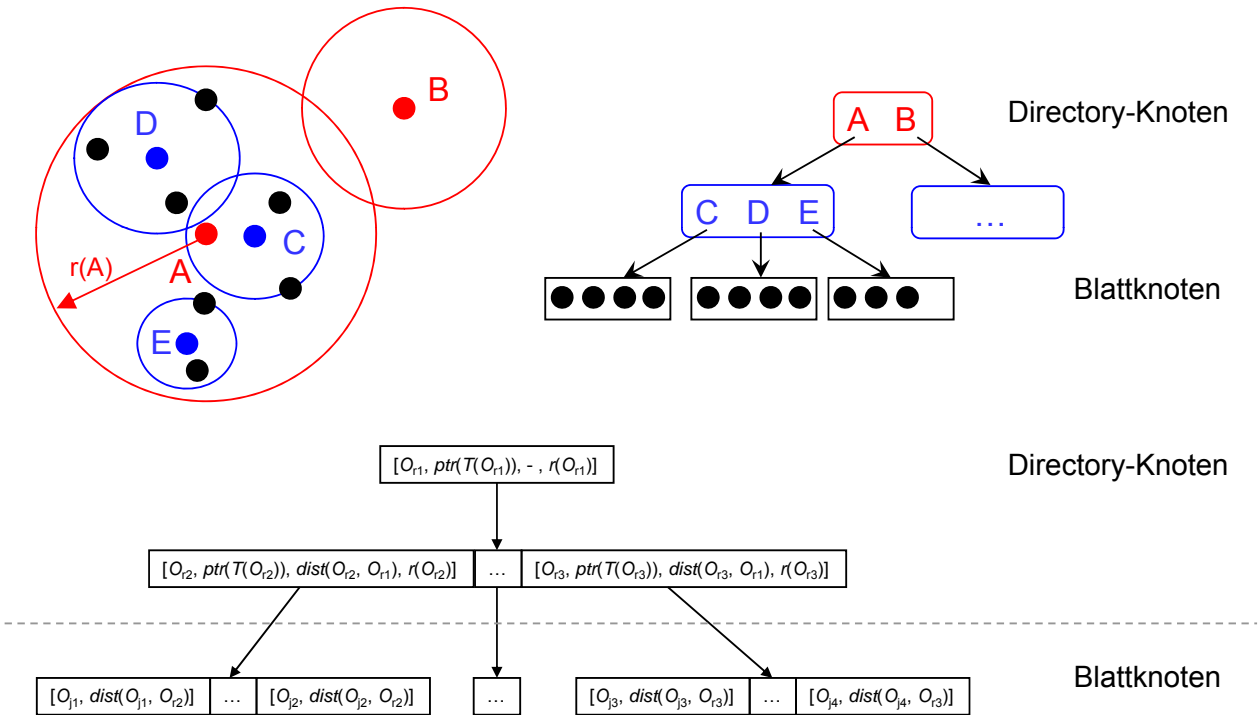 B
D
A B
Directory-Knoten
C
C D E
…
r(A)
A
E
Blattknoten
[O_r1, ptr(T(O_r1)), - , r(O_r1)]
Directory-Knoten
[O_r2, ptr(T(O_r2)), dist(O_r2, O_r1), r(O_r2)] … [O_r3, ptr(T(O_r3)), dist(O_r3, O_r1), r(O_r3)]
Blattknoten
[O_j1, dist(O_j1, O_r2)] … [O_j2, dist(O_j2, O_r2)] … [O_j3, dist(O_j3, O_r3)] … [O_j4, dist(O_j4, O_r3)]